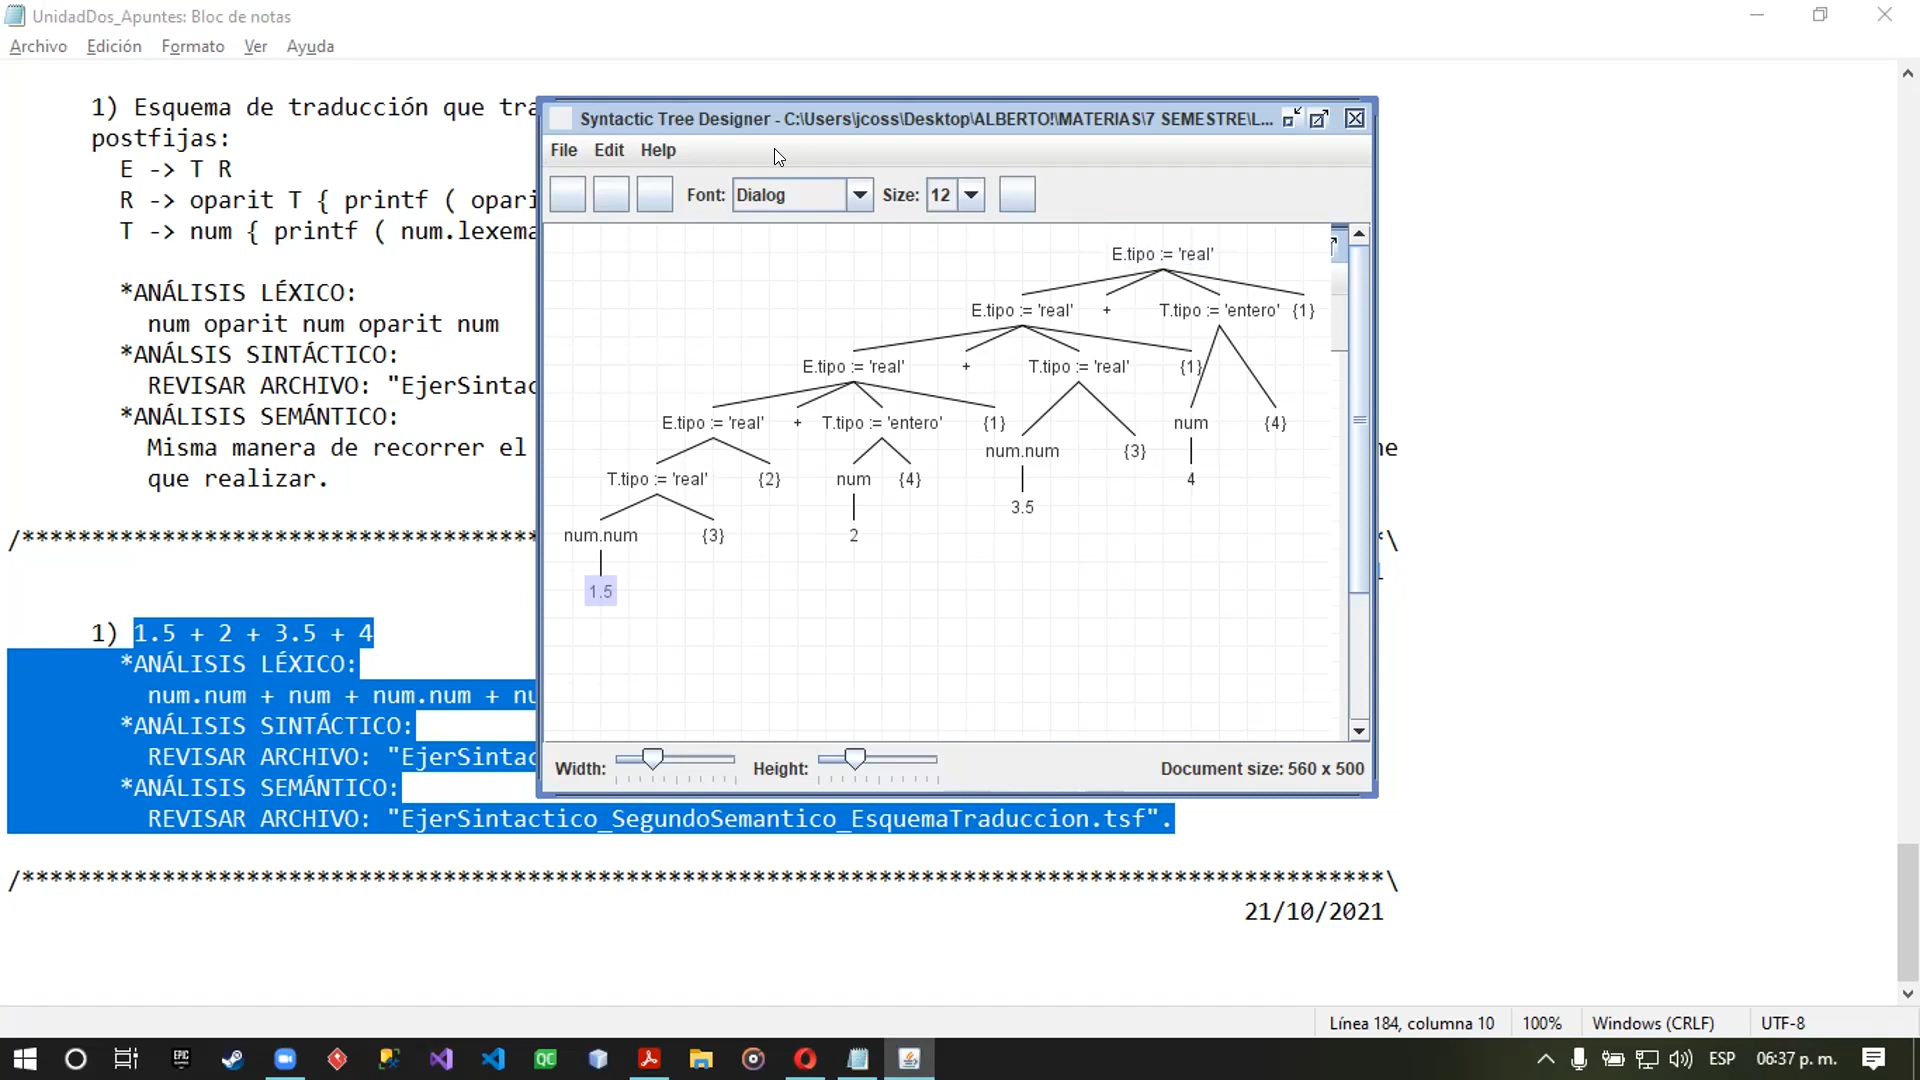 UnidadDos_Apuntes: Bloc de notas
Archivo Edición Formato Ver Ayuda
1) Esquema de traducción que tra
postfijas:
E -> T R
R -> oparit T { printf ( opari
T -> num { printf ( num.lexema
*ANÁLISIS LÉXICO:
num oparit num oparit num
*ANÁLSIS SINTÁCTICO:
REVISAR ARCHIVO: "EjerSintac
*ANÁLISIS SEMÁNTICO:
Misma manera de recorrer el
ne
que realizar.
/*************************************
*\
1) 1.5 + 2 + 3.5 + 4
*ANÁLISIS LÉXICO:
num.num + num + num.num + nu
*ANÁLISIS SINTÁCTICO:
REVISAR ARCHIVO: "EjerSintac
*ANÁLISIS SEMÁNTICO:
REVISAR ARCHIVO: "EjerSintactico_SegundoSemantico_EsquemaTraduccion.tsf".
/*************************************************************************************************\
21/10/2021
Syntactic Tree Designer - C:\Users\jcoss\Desktop\ALBERTO!\MATERIAS\7 SEMESTRE\L...
File Edit Help
Font: Dialog Size: 12
E.tipo := 'real'
E.tipo := 'real' + T.tipo := 'entero' {1}
E.tipo := 'real' + T.tipo := 'real' {1}
E.tipo := 'real' + T.tipo := 'entero' {1} num {4}
num.num {3}
T.tipo := 'real' {2} num {4} 4
3.5
num.num {3} 2
1.5
Width: Height: Document size: 560 x 500
Línea 184, columna 10 100% Windows (CRLF) UTF-8
EPIC QC ESP 06:37 p. m.